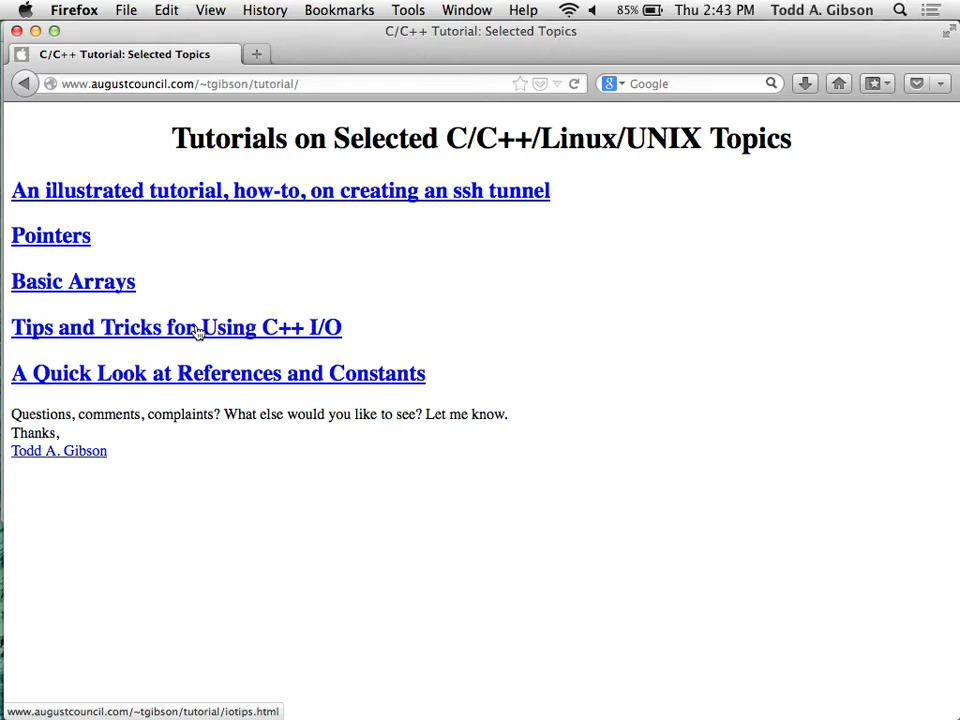 Firefox File Edit View History Bookmarks Tools Window Help 85% Thu 2:43 PM Todd A. Gibson
C/C++ Tutorial: Selected Topics
C/C++ Tutorial: Selected Topics
www.augustcouncil.com/~tgibson/tutorial/ Google
Tutorials on Selected C/C++/Linux/UNIX Topics
An illustrated tutorial, how-to, on creating an ssh tunnel
Pointers
Basic Arrays
Tips and Tricks for Using C++ I/O
A Quick Look at References and Constants
Questions, comments, complaints? What else would you like to see? Let me know.
Thanks,
Todd A. Gibson
www.augustcouncil.com/~tgibson/tutorial/iotips.html